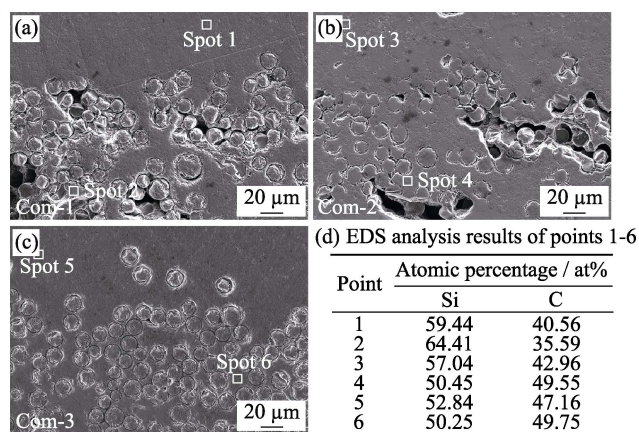 (a)
Spot 1
Spot 2
Com-1
20 μm
(b)
Spot 3
Spot 4
Com-2
20 μm
(c)
Spot 5
Spot 6
Com-3
20 μm
(d) EDS analysis results of points 1-6
Point Atomic percentage / at%
Si C
1 59.44 40.56
2 64.41 35.59
3 57.04 42.96
4 50.45 49.55
5 52.84 47.16
6 50.25 49.75